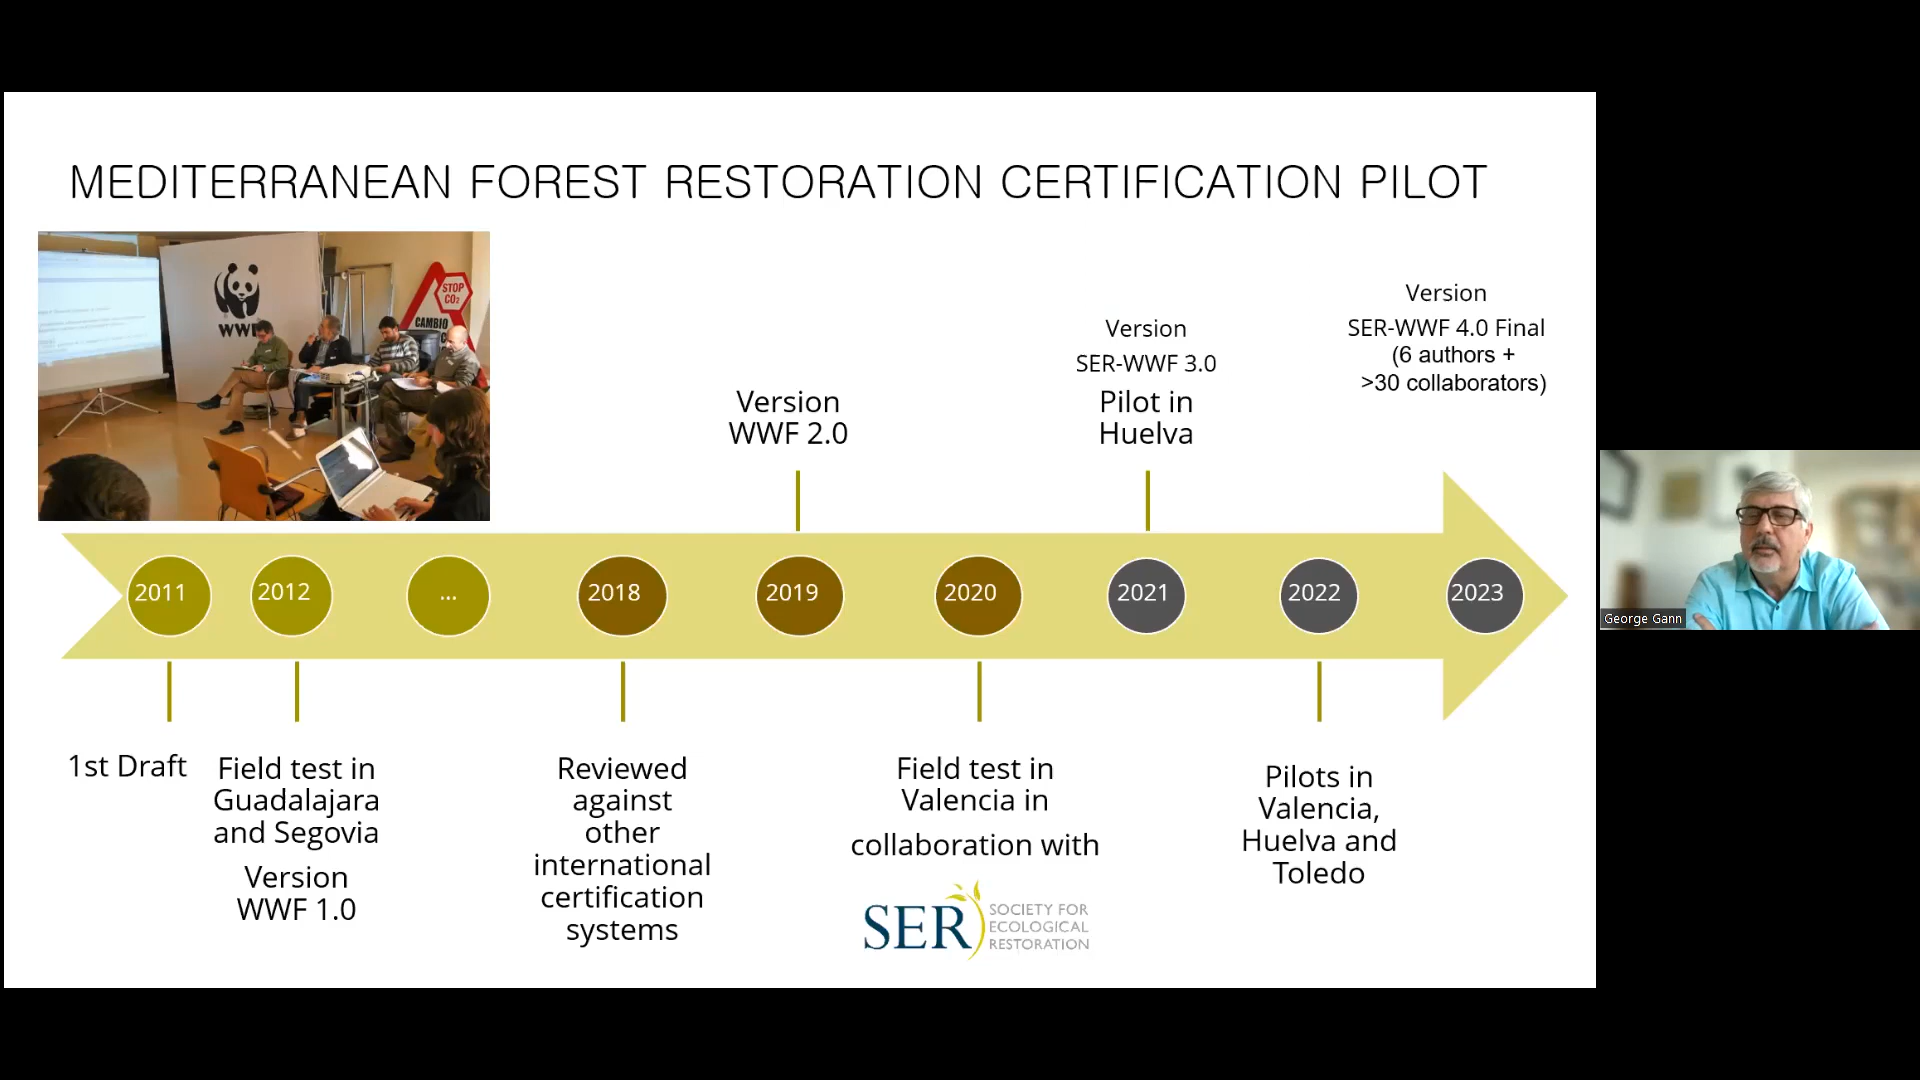 MEDITERRANEAN FOREST RESTORATION CERTIFICATION PILOT
WWF
STOP
CO₂
CAMBIO
Version
WWF 2.0
Version
SER-WWF 3.0
Pilot in
Huelva
Version
SER-WWF 4.0 Final
(6 authors +
>30 collaborators)
2011
2012
...
2018
2019
2020
2021
2022
2023
1st Draft
Field test in
Guadalajara
and Segovia
Version
WWF 1.0
Reviewed
against
other
international
certification
systems
Field test in
Valencia in
collaboration with
SER
SOCIETY FOR
ECOLOGICAL
RESTORATION
Pilots in
Valencia,
Huelva and
Toledo
George Gann